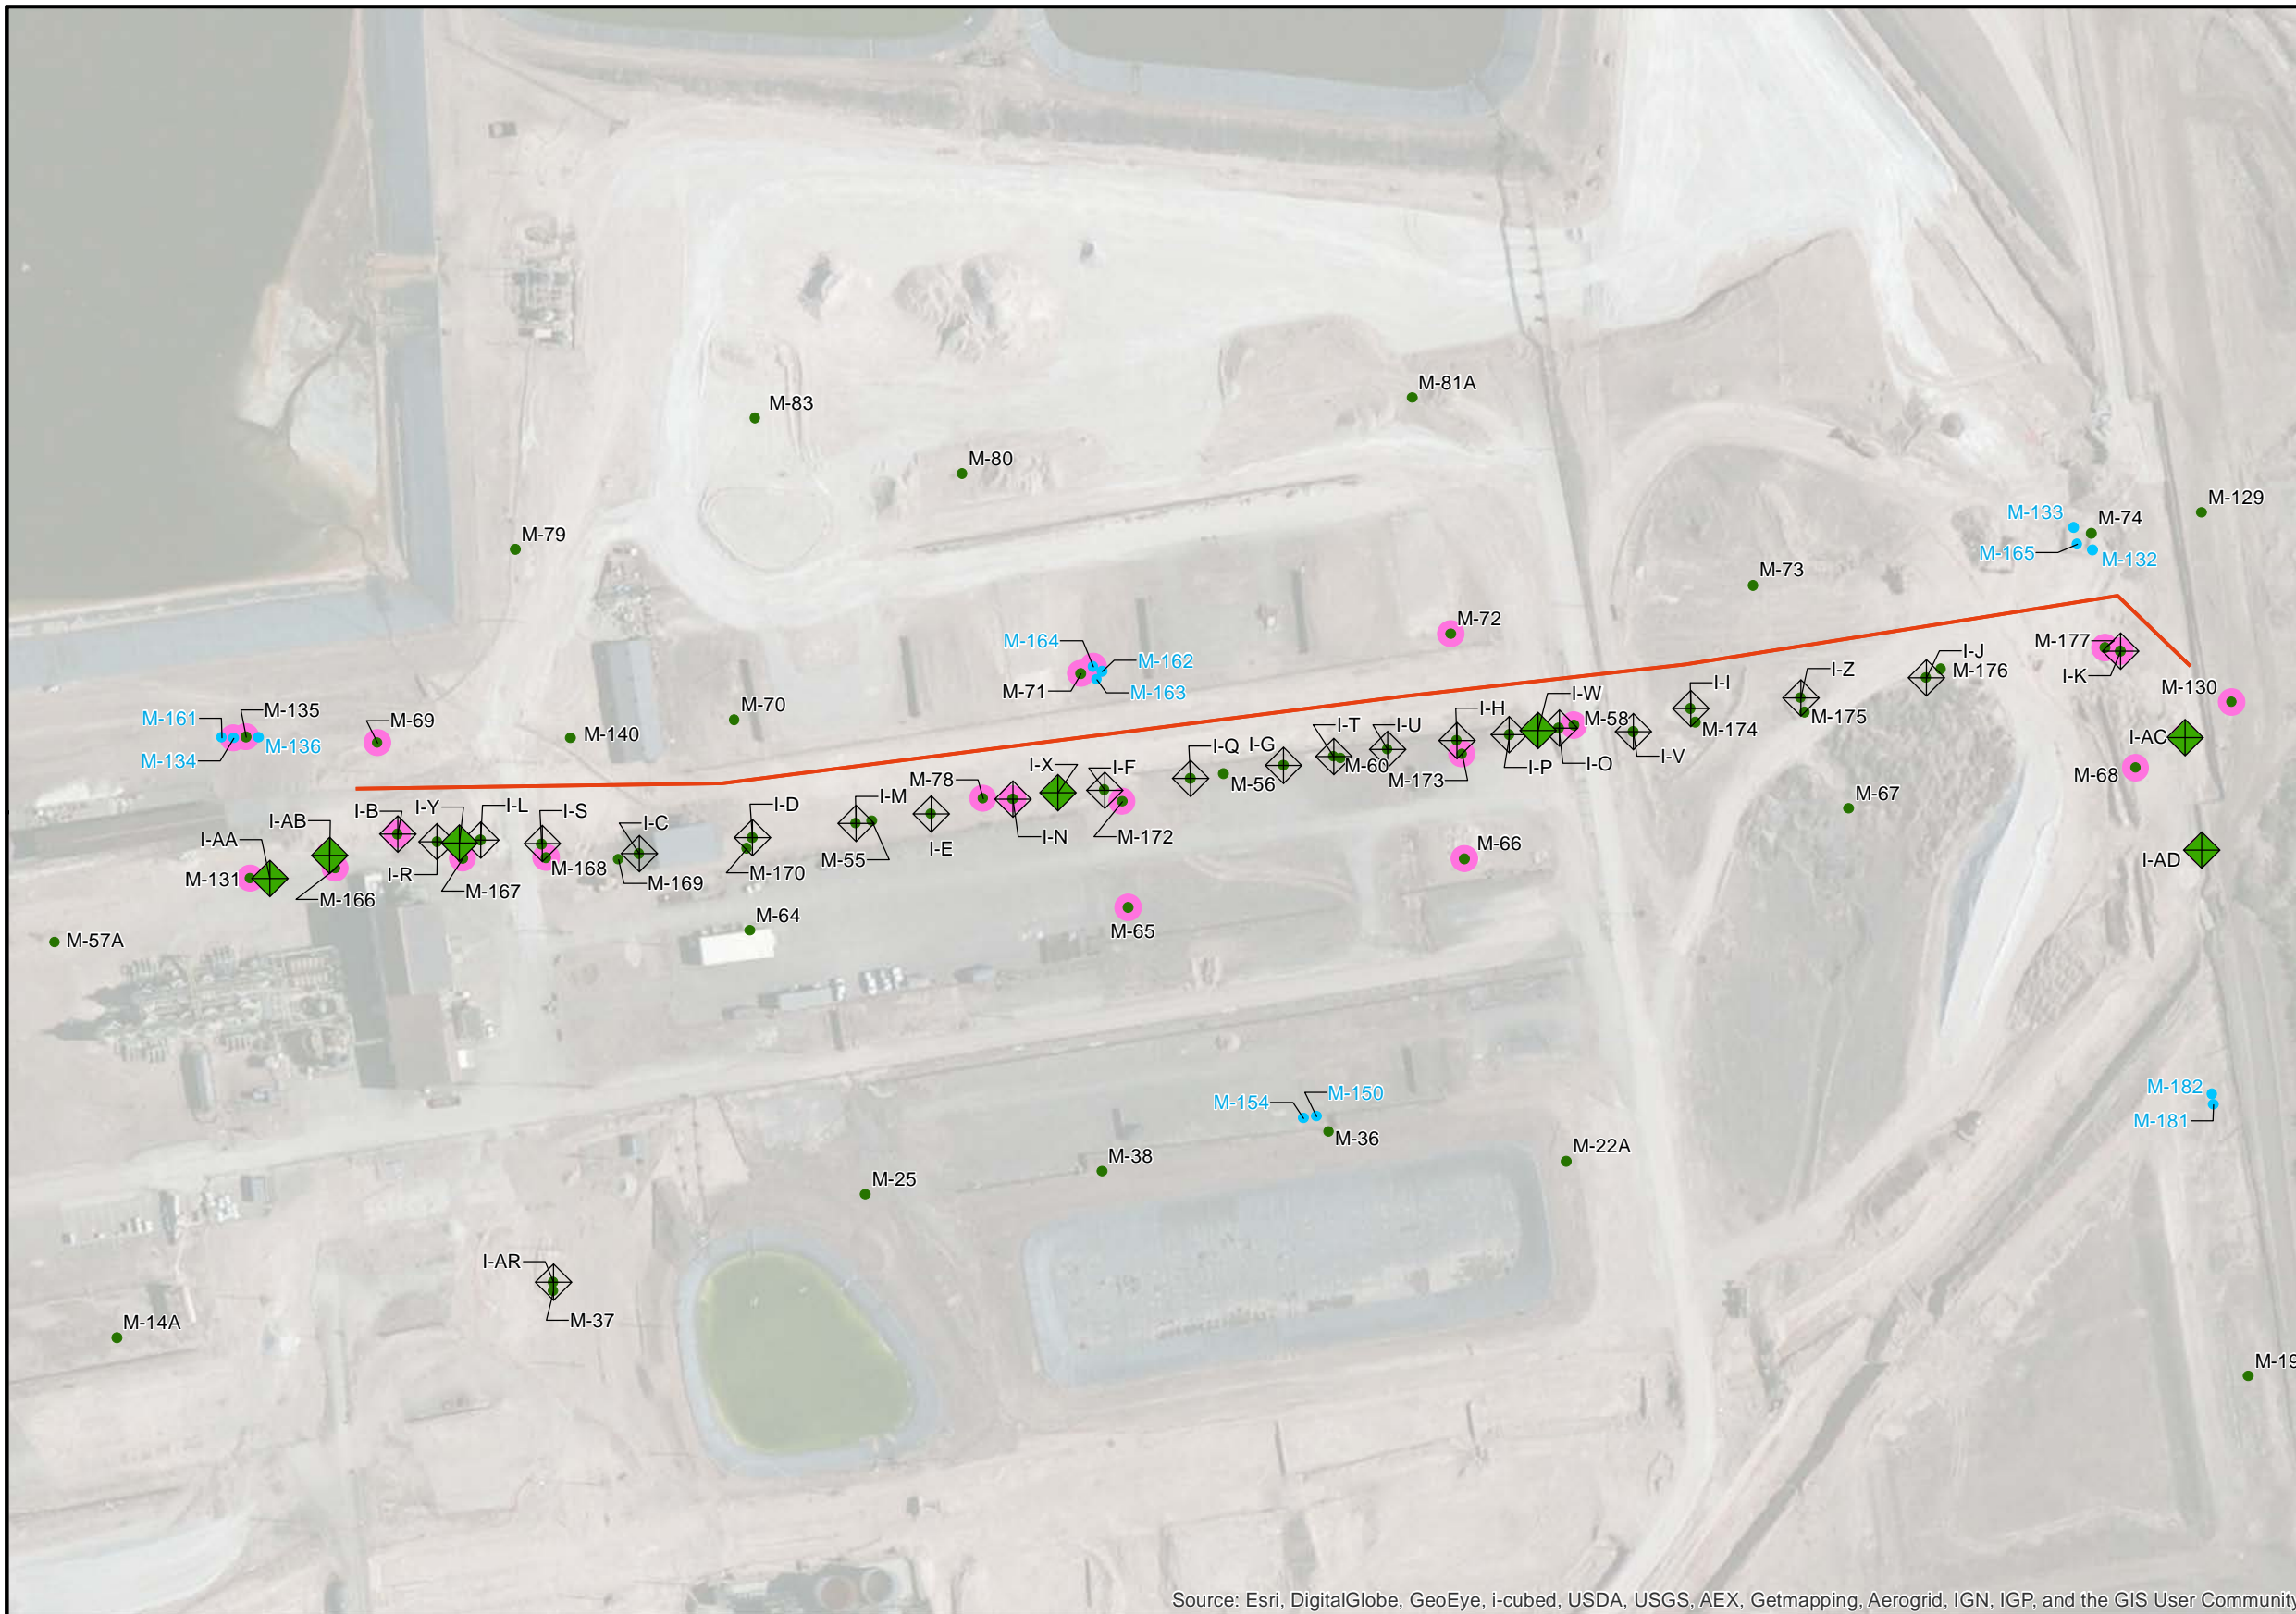 M-81A
M-83
M-80
M-129
M-133
M-74
M-79
M-165
M-132
M-73
M-72
M-164
M-177
I-J
M-162
M-176
M-71
M-163
I-K
I-Z
I-W
I-I
M-130
M-135
M-161
M-69
M-70
M-58
I-H
M-175
I-T
I-U
M-174
M-140
M-136
I-AC
I-Q
I-G
M-134
I-V
I-O
I-P
M-60
I-X
I-F
M-68
M-78
M-56
M-173
I-M
I-D
I-Y
I-L
I-B
I-S
M-67
I-AB
I-C
I-N
M-172
I-AA
I-E
M-66
M-55
I-AD
M-168
I-R
M-170
M-131
M-169
M-167
M-166
M-64
M-65
M-57A
M-182
M-150
M-154
M-181
M-36
M-22A
M-38
M-25
I-AR
M-37
M-14A
M-19
Source: Esri, DigitalGlobe, GeoEye, i-cubed, USDA, USGS, AEX, Getmapping, Aerogrid, IGN, IGP, and the GIS User Community